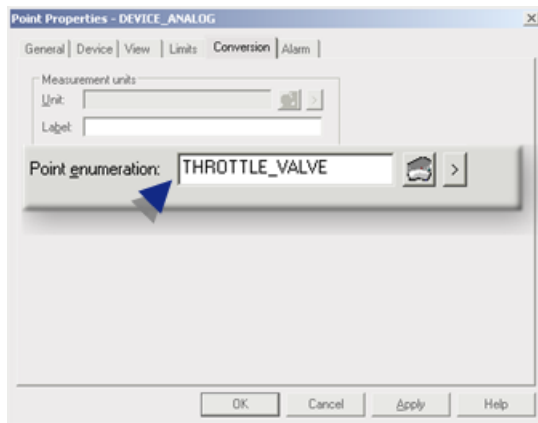 Point Properties - DEVICE_ANALOG
General Device View Limits Conversion Alarm
Measurement units
Unit:
Label:
Point enumeration: THROTTLE_VALVE >
OK Cancel Apply Help